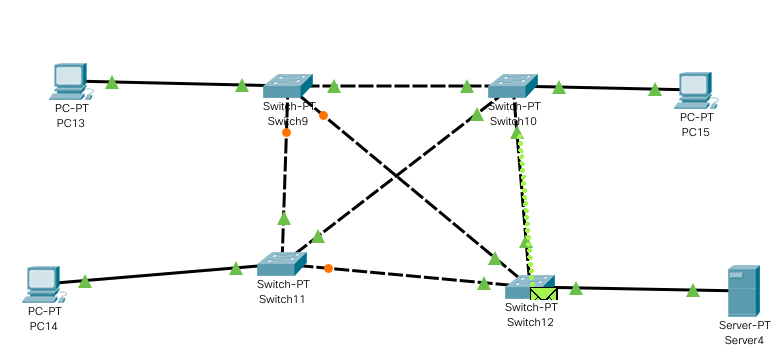 PC-PT
PC13
Switch-PT
Switch9
Switch-PT
Switch10
PC-PT
PC15
PC-PT
PC14
Switch-PT
Switch11
Switch-PT
Switch12
Server-PT
Server4